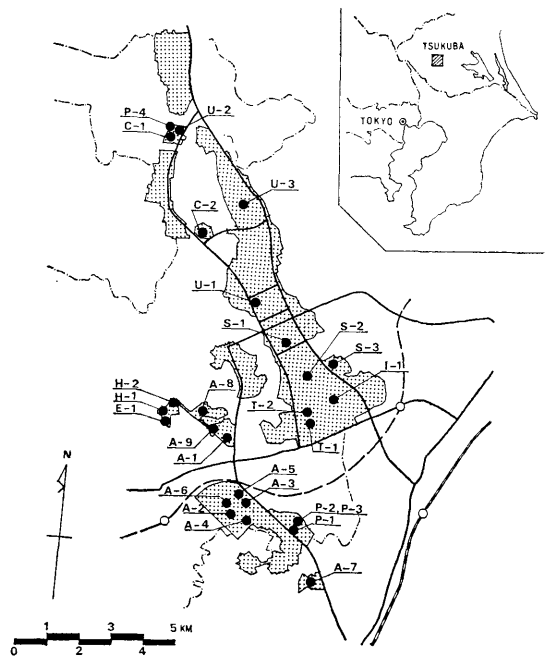 TSUKUBA
TOKYO
P-4
U-2
C-1
U-3
C-2
U-1
S-1
S-2
S-3
I-1
H-2
H-1
E-1
A-8
T-2
A-9
A-1
T-1
N
A-5
A-6
A-3
A-2
P-2,P-3
A-4
P-1
A-7
1 3 5 KM
0 2 4